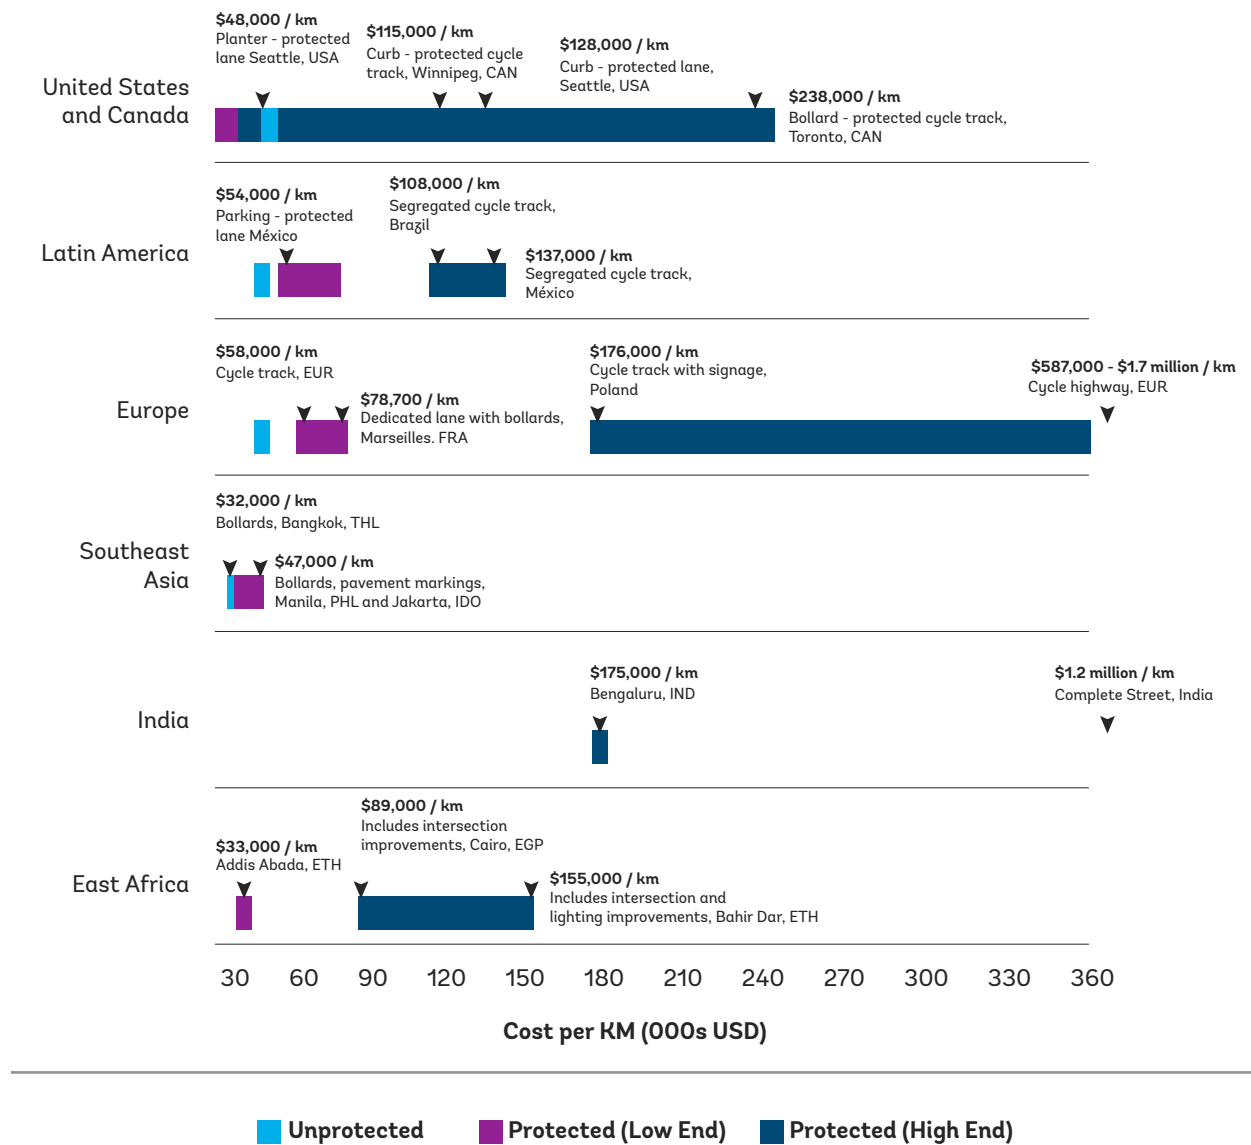 $48,000 / km
Planter - protected
lane Seattle, USA
$115,000 / km
Curb - protected cycle
track, Winnipeg, CAN
$128,000 / km
Curb - protected lane,
Seattle, USA
$238,000 / km
Bollard - protected cycle track,
Toronto, CAN
United States
and Canada
$54,000 / km
Parking - protected
lane México
$108,000 / km
Segregated cycle track,
Brazil
$137,000 / km
Segregated cycle track,
México
Latin America
$58,000 / km
Cycle track, EUR
$78,700 / km
Dedicated lane with bollards,
Marseilles. FRA
$176,000 / km
Cycle track with signage,
Poland
$587,000 - $1.7 million / km
Cycle highway, EUR
Europe
$32,000 / km
Bollards, Bangkok, THL
$47,000 / km
Bollards, pavement markings,
Manila, PHL and Jakarta, IDO
Southeast
Asia
$175,000 / km
Bengaluru, IND
$1.2 million / km
Complete Street, India
India
$33,000 / km
Addis Abada, ETH
$89,000 / km
Includes intersection
improvements, Cairo, EGP
$155,000 / km
Includes intersection and
lighting improvements, Bahir Dar, ETH
East Africa
30 60 90 120 150 180 210 240 270 300 330 360
Cost per KM (000s USD)
Unprotected Protected (Low End) Protected (High End)